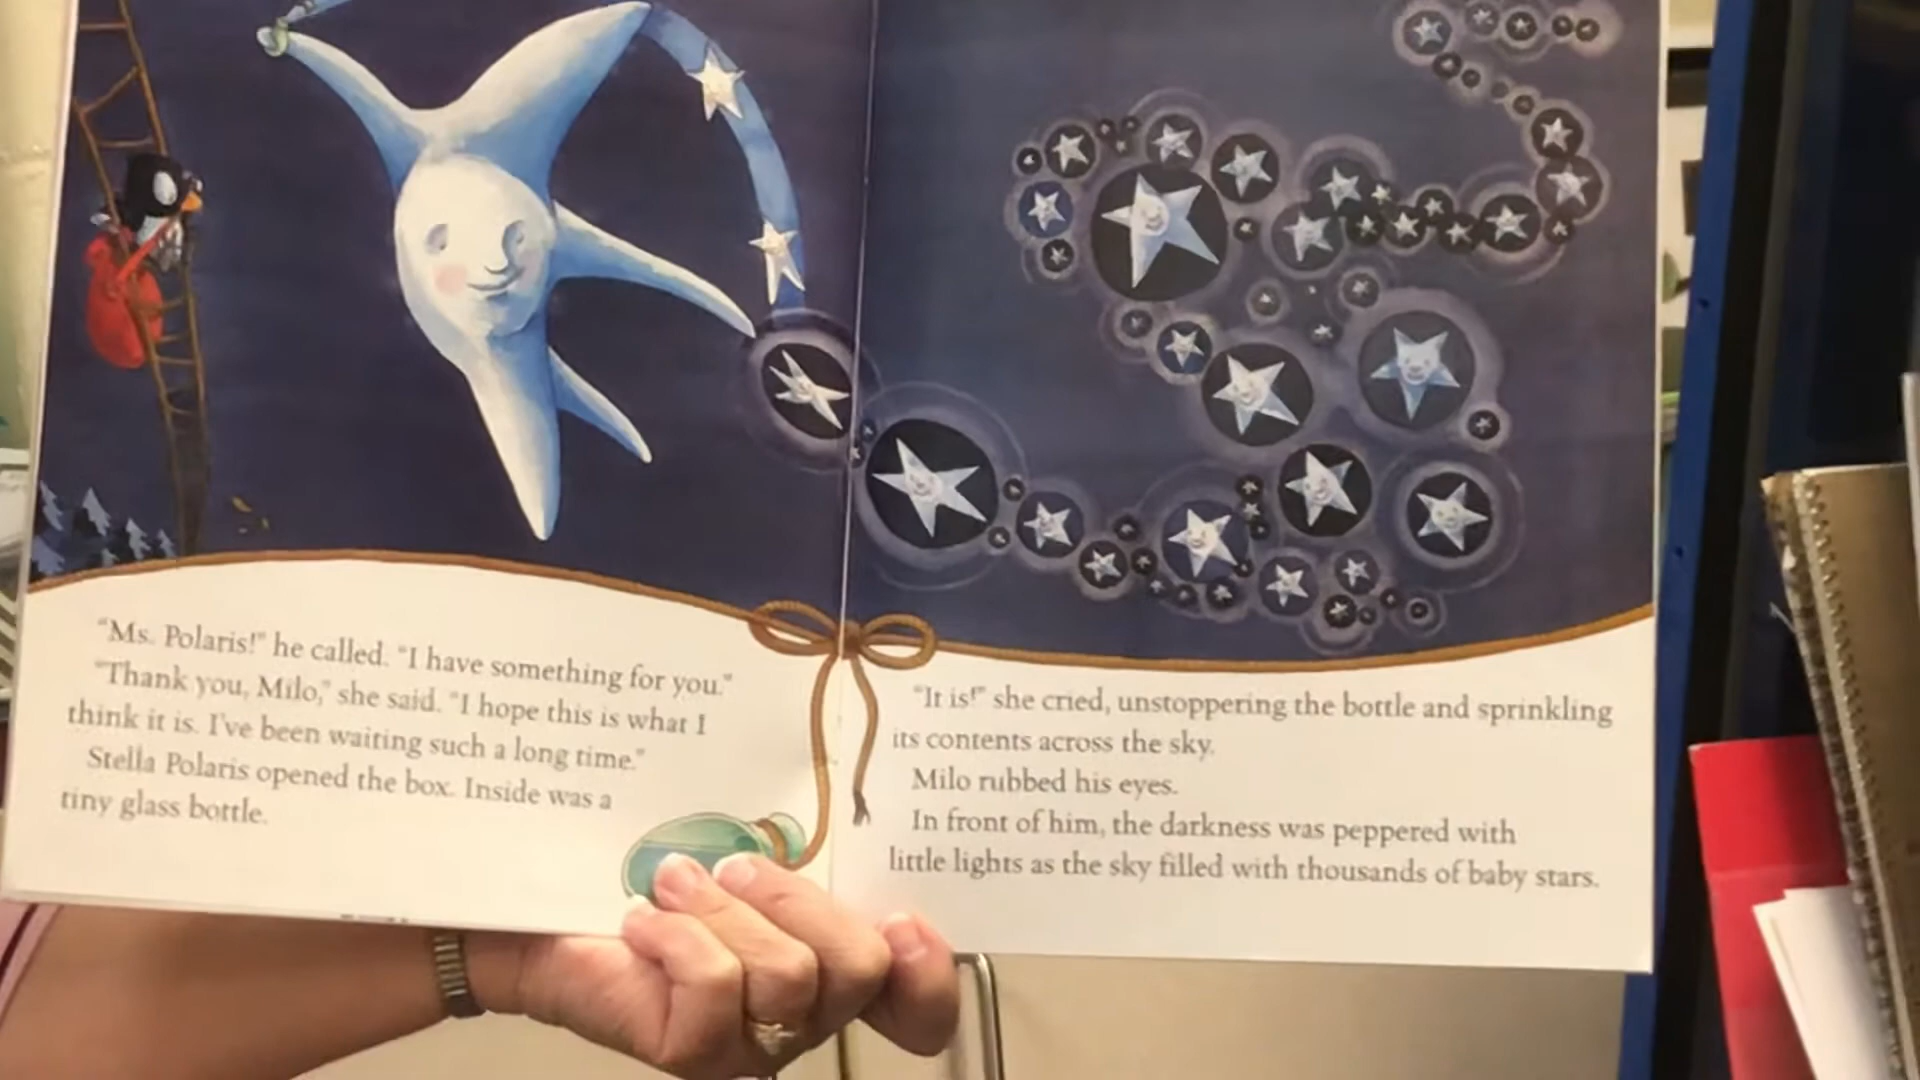 "Ms. Polaris!" he called. "I have something for you."
"Thank you, Milo," she said. "I hope this is what I
think it is. I've been waiting such a long time."
Stella Polaris opened the box. Inside was a
tiny glass bottle.
"It is!" she cried, unstoppering the bottle and sprinkling
its contents across the sky.
Milo rubbed his eyes.
In front of him, the darkness was peppered with
little lights as the sky filled with thousands of baby stars.